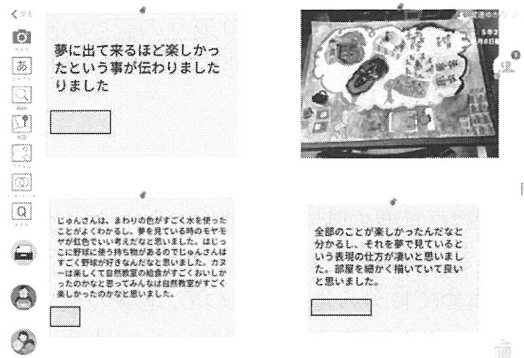 もどる
あ
Web
Q
夢に出て来るほど楽しかっ
たという事が伝わりました
りました
じゅんさんは、まわりの色がすごく水を使った
ことがよくわかるし、夢を見ている時のモヤモ
ヤが虹色でいい考えだなと思いました。はじっ
こに野球に使う持ち物があるのでじゅんさんは
すごく野球が好きなんだなと思いました。カヌ
ーは楽しくて自然教室の給食がすごくおいしか
ったのかなと思ってみんなは自然教室がすごく
楽しかったのかなと思いました。
全部のことが楽しかったんだなと
分かるし、それを夢で見ていると
いう表現の仕方が凄いと思いまし
た。部屋を細かく描いていて良い
と思いました。